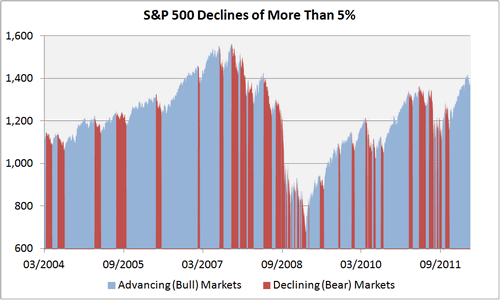 S&P 500 Declines of More Than 5%
1,600
1,400
1,200
1,000
800
600
03/2004 09/2005 03/2007 09/2008 03/2010 09/2011
Advancing (Bull) Markets Declining (Bear) Markets